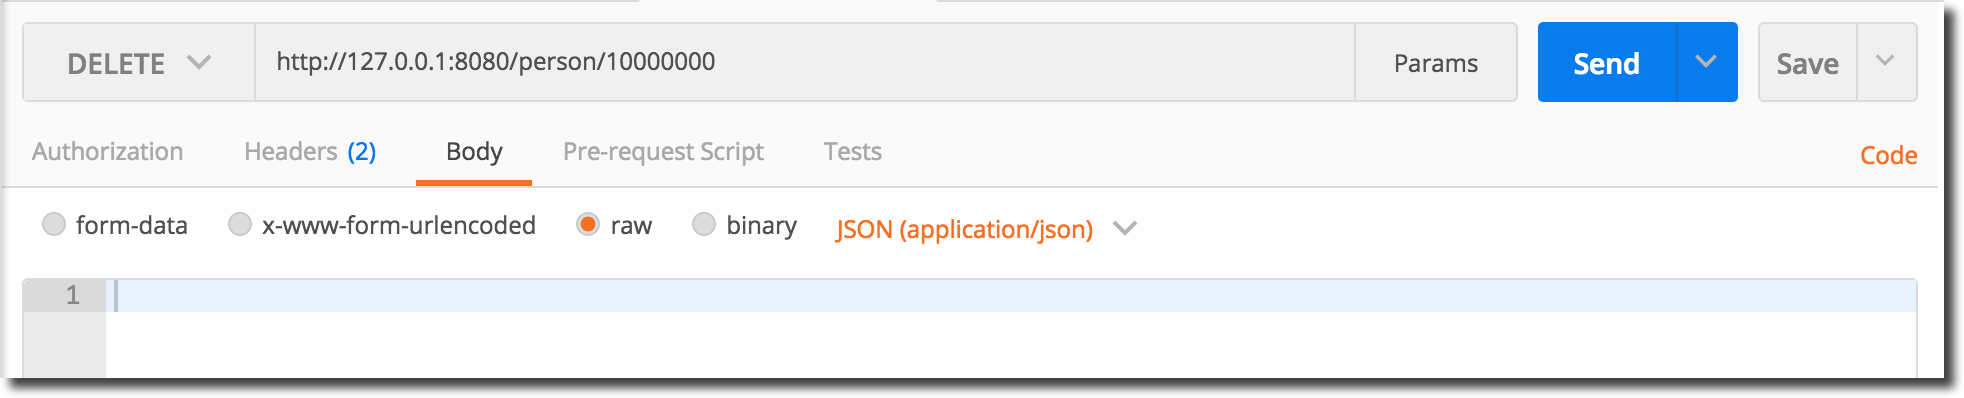 DELETE http://127.0.0.1:8080/person/10000000 Params Send Save
Authorization Headers (2) Body Pre-request Script Tests Code
form-data x-www-form-urlencoded raw binary JSON (application/json)
1